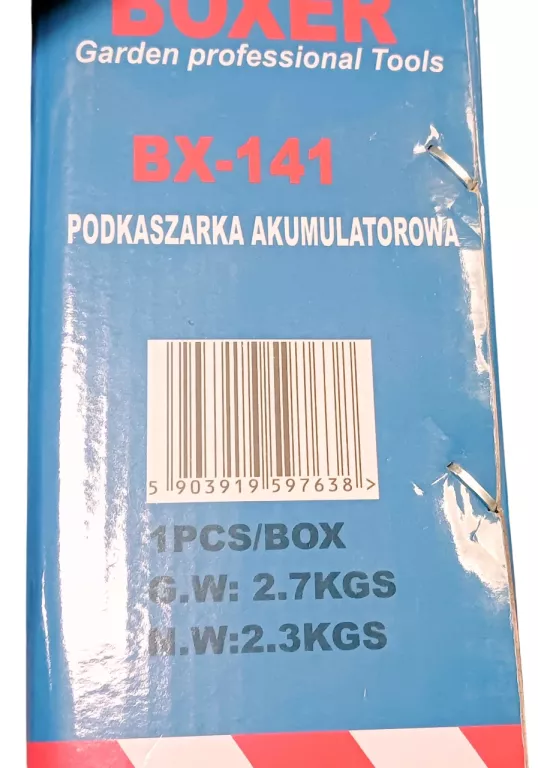 BOXER
Garden professional Tools
BX-141
PODKASZARKA AKUMULATOROWA
5 903919 597638 >
1PCS/BOX
G.W: 2.7KGS
N.W:2.3KGS